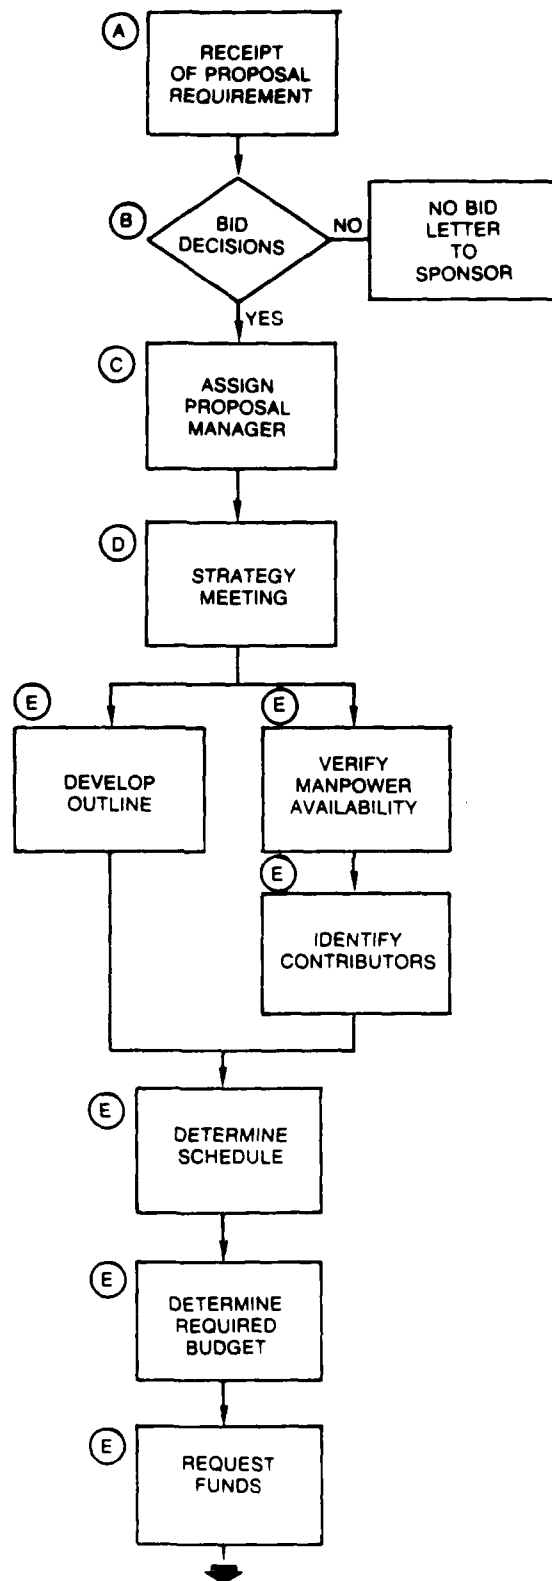 A
RECEIPT
OF PROPOSAL
REQUIREMENT
B
BID
DECISIONS
NO
NO BID
LETTER
TO
SPONSOR
YES
C
ASSIGN
PROPOSAL
MANAGER
D
STRATEGY
MEETING
E
DEVELOP
OUTLINE
E
VERIFY
MANPOWER
AVAILABILITY
E
IDENTIFY
CONTRIBUTORS
E
DETERMINE
SCHEDULE
E
DETERMINE
REQUIRED
BUDGET
E
REQUEST
FUNDS